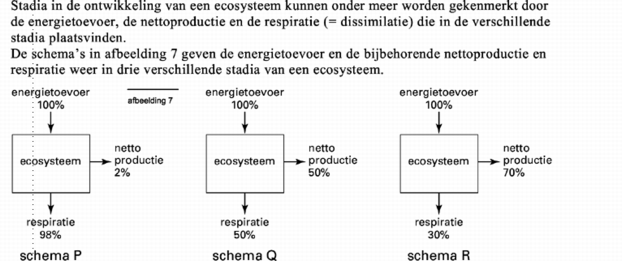 Stadia in de ontwikkeling van een ecosysteem kunnen onder meer worden gekenmerkt door
de energietoevoer, de nettoproductie en de respiratie (= dissimilatie) die in de verschillende
stadia plaatsvinden.
De schema's in afbeelding 7 geven de energietoevoer en de bijbehorende nettoproductie en
respiratie weer in drie verschillende stadia van een ecosysteem.
energietoevoer
100%
ecosysteem
netto
productie
2%
respiratie
98%
schema P
afbeelding 7
energietoevoer
100%
ecosysteem
netto
productie
50%
respiratie
50%
schema Q
energietoevoer
100%
ecosysteem
netto
productie
70%
respiratie
30%
schema R